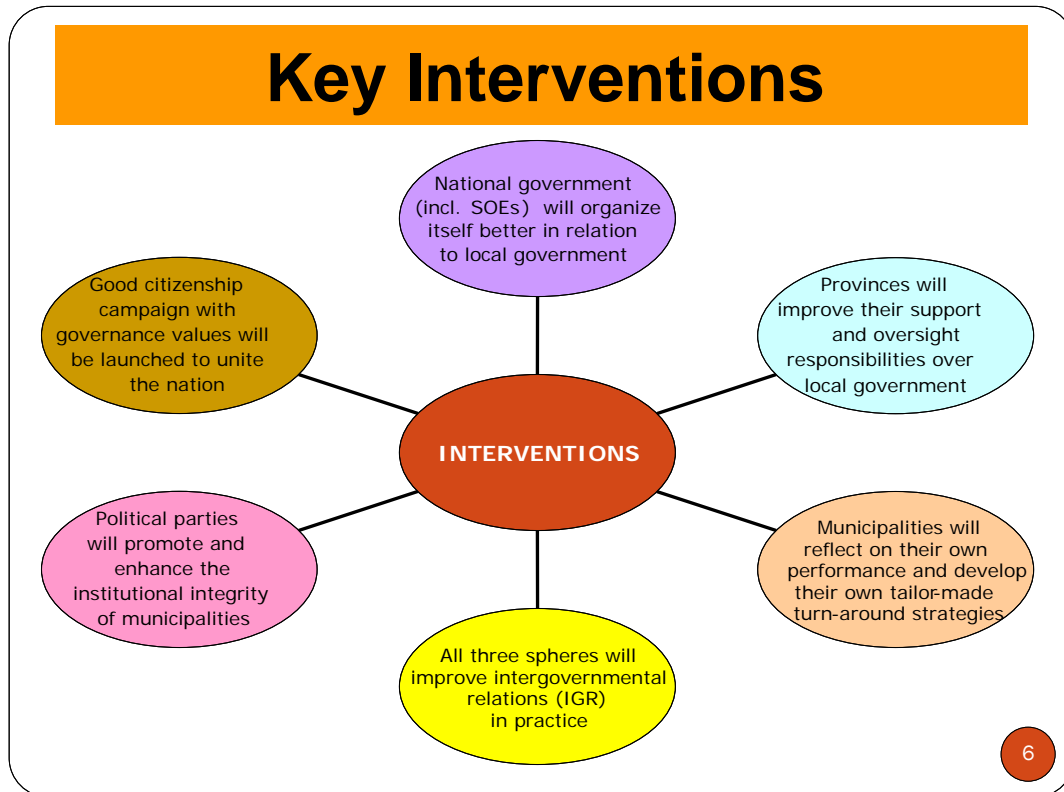 Key Interventions
National government
(incl. SOEs) will organize
itself better in relation
to local government
Provinces will
improve their support
and oversight
responsibilities over
local government
Municipalities will
reflect on their own
performance and develop
their own tailor-made
turn-around strategies
All three spheres will
improve intergovernmental
relations (IGR)
in practice
Political parties
will promote and
enhance the
institutional integrity
of municipalities
Good citizenship
campaign with
governance values will
be launched to unite
the nation
INTERVENTIONS
6